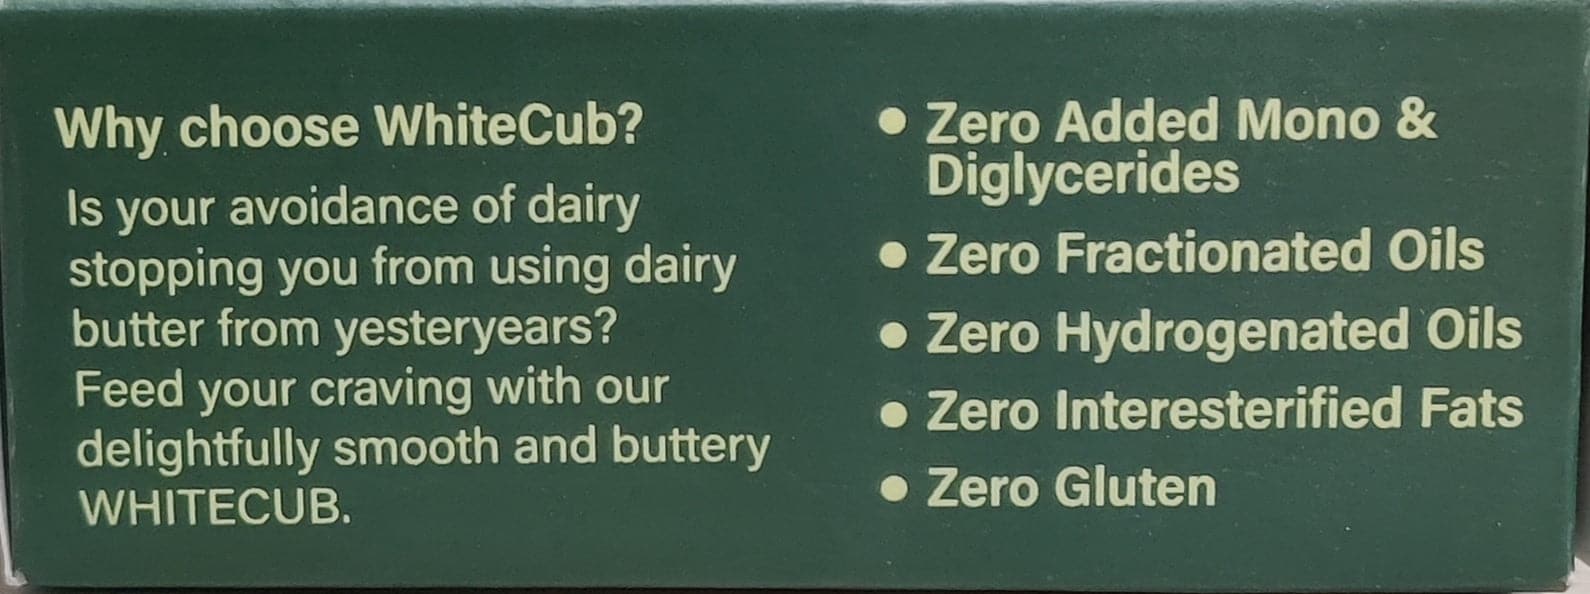 Why choose WhiteCub?
Is your avoidance of dairy
stopping you from using dairy
butter from yesteryears?
Feed your craving with our
delightfully smooth and buttery
WHITECUB.
• Zero Added Mono &
Diglycerides
• Zero Fractionated Oils
• Zero Hydrogenated Oils
• Zero Interesterified Fats
• Zero Gluten